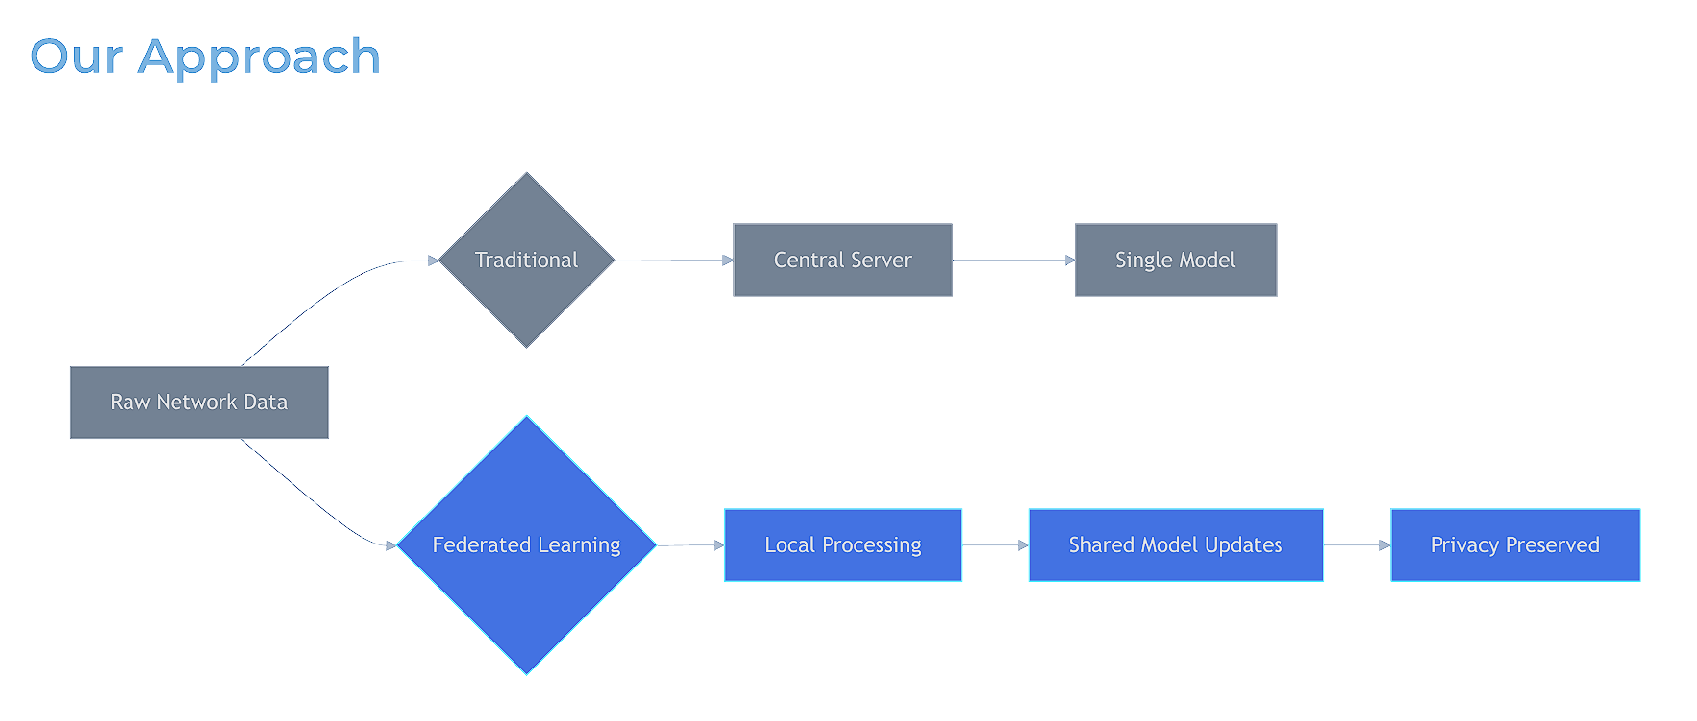 Our Approach
Traditional
Central Server
Single Model
Raw Network Data
Federated Learning
Local Processing
Shared Model Updates
Privacy Preserved